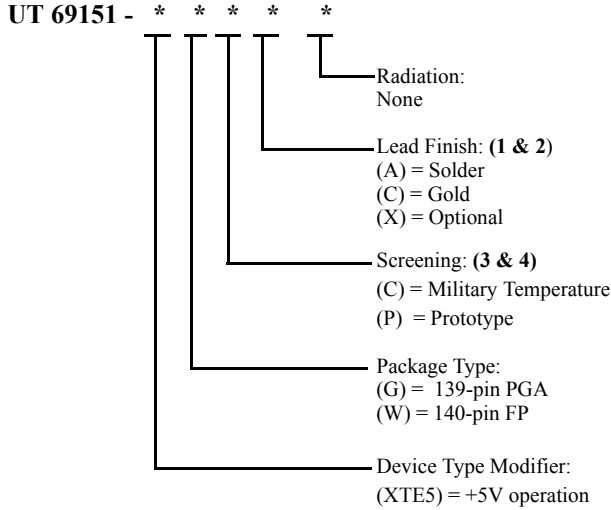 UT 69151 - * * * * *
Radiation:
None
Lead Finish: (1 & 2)
(A) = Solder
(C) = Gold
(X) = Optional
Screening: (3 & 4)
(C) = Military Temperature
(P) = Prototype
Package Type:
(G) = 139-pin PGA
(W) = 140-pin FP
Device Type Modifier:
(XTE5) = +5V operation